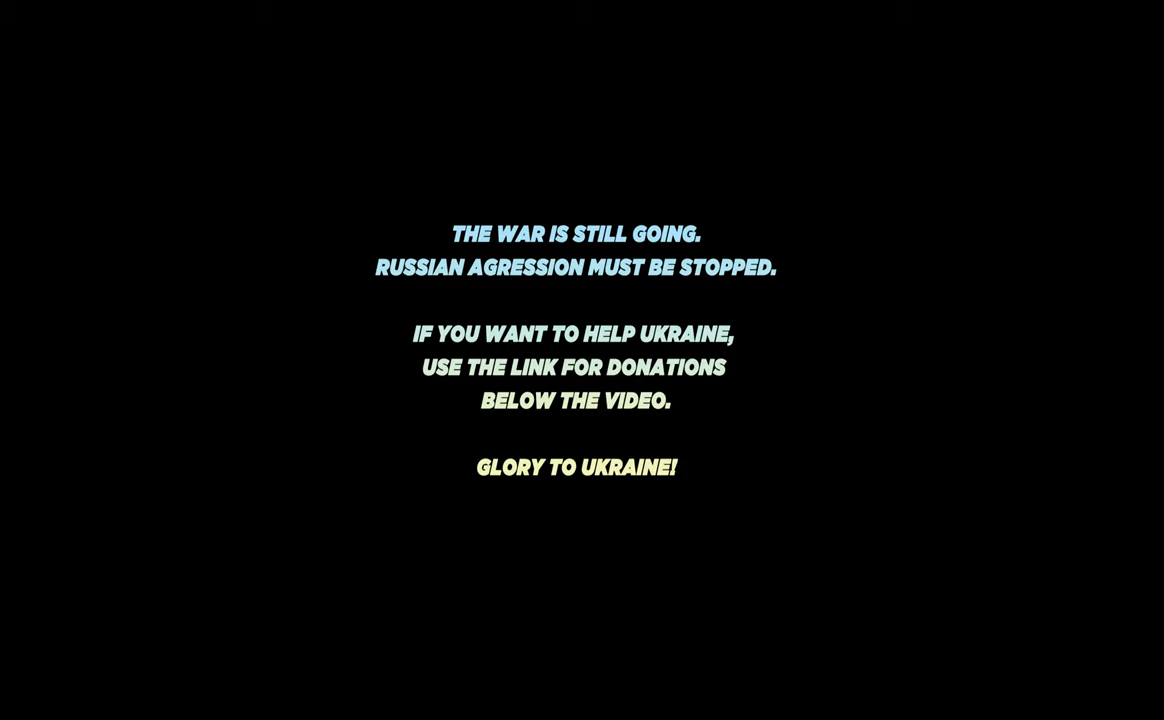 THE WAR IS STILL GOING.
RUSSIAN AGRESSION MUST BE STOPPED.
IF YOU WANT TO HELP UKRAINE,
USE THE LINK FOR DONATIONS
BELOW THE VIDEO.
GLORY TO UKRAINE!